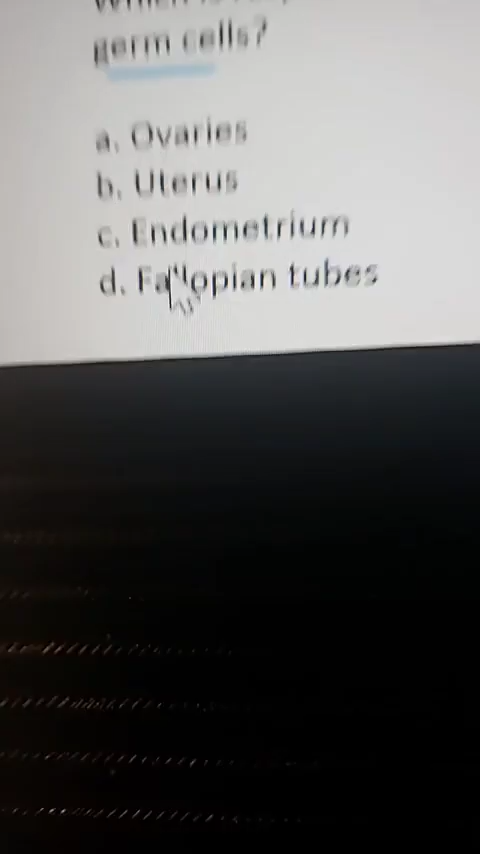 germ cells?
a. Ovaries
b. Uterus
c. Endometrium
d. Fallopian tubes